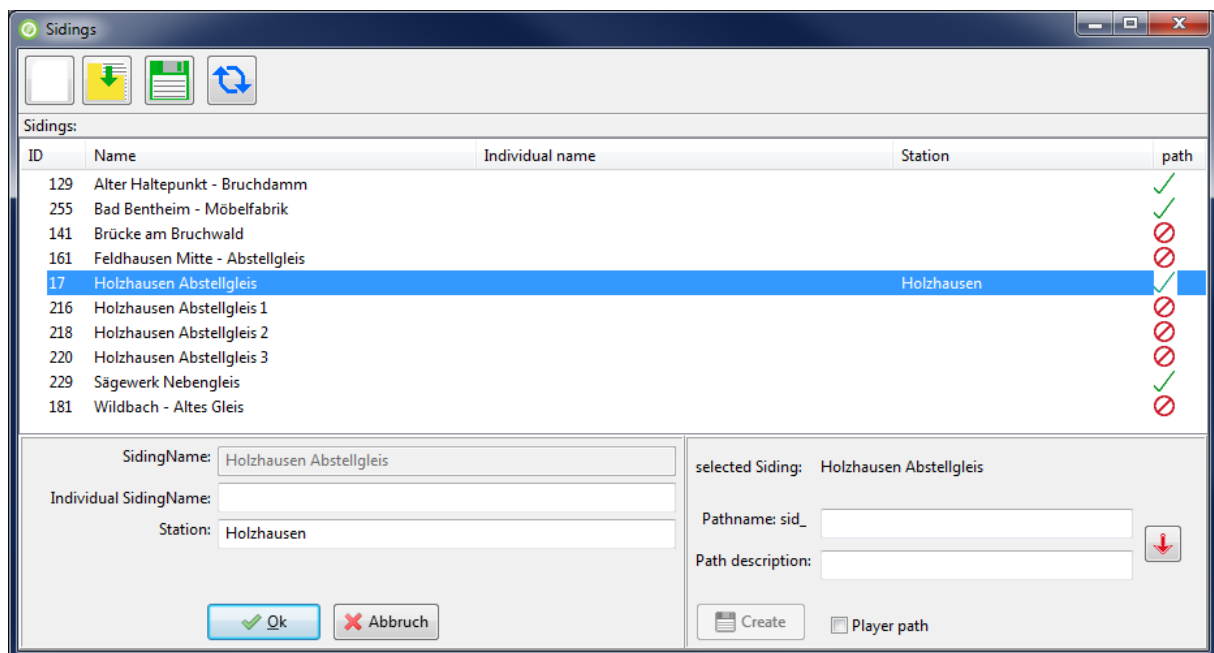 Sidings
Sidings:
ID Name Individual name Station path
129 Alter Haltepunkt - Bruchdamm
255 Bad Bentheim - Möbelfabrik
141 Brücke am Bruchwald
161 Feldhausen Mitte - Abstellgleis
17 Holzhausen Abstellgleis Holzhausen
216 Holzhausen Abstellgleis 1
218 Holzhausen Abstellgleis 2
220 Holzhausen Abstellgleis 3
229 Sägewerk Nebengleis
181 Wildbach - Altes Gleis
SidingName: Holzhausen Abstellgleis
Individual SidingName:
Station: Holzhausen
Ok Abbruch
selected Siding: Holzhausen Abstellgleis
Pathname: sid_
Path description:
Create Player path